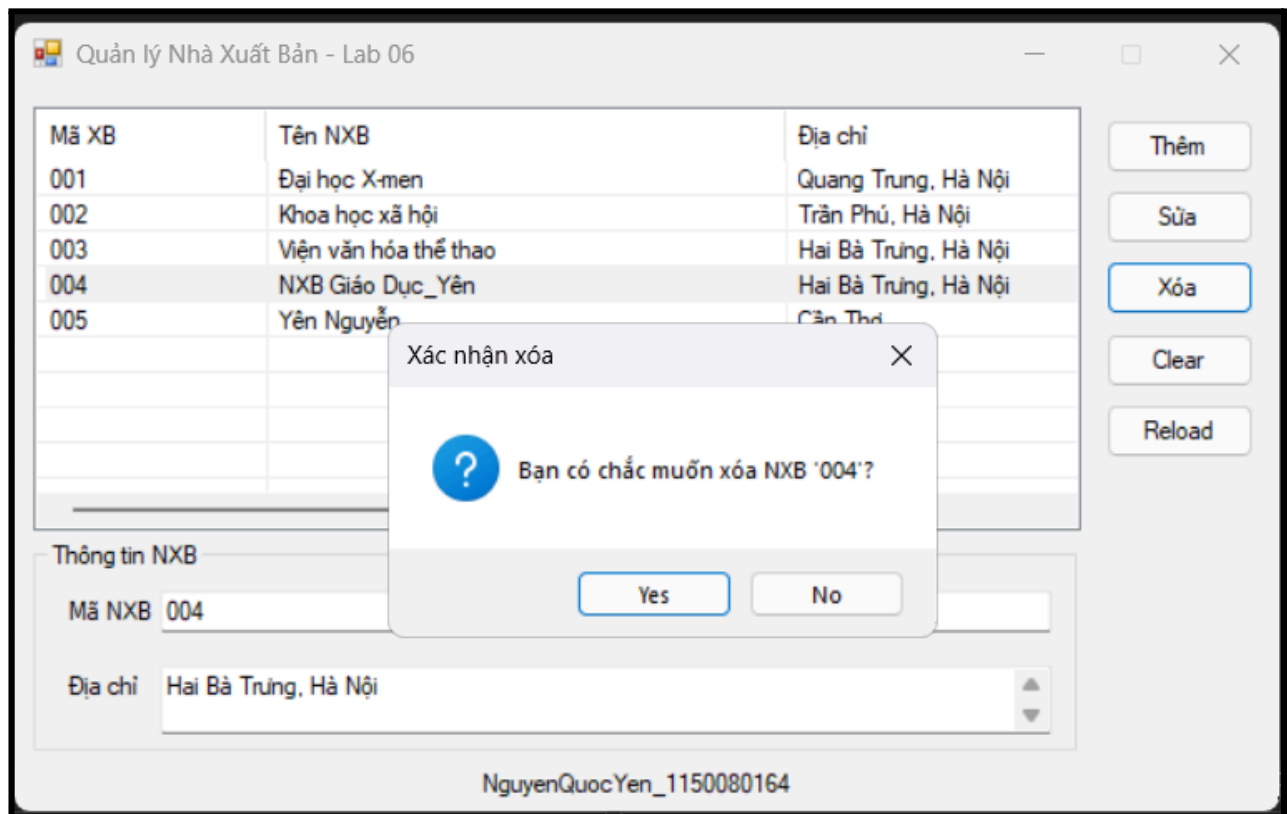 Quản lý Nhà Xuất Bản - Lab 06
Mã XB Tên NXB Địa chỉ
001 Đại học X-men Quang Trung, Hà Nội
002 Khoa học xã hội Trần Phú, Hà Nội
003 Viện văn hóa thể thao Hai Bà Trưng, Hà Nội
004 NXB Giáo Dục_Yên Hai Bà Trưng, Hà Nội
005 Yên Nguyễn Cần Thơ
Thêm
Sửa
Xóa
Clear
Reload
Xác nhận xóa
Bạn có chắc muốn xóa NXB '004'?
Yes No
Thông tin NXB
Mã NXB 004
Địa chỉ Hai Bà Trưng, Hà Nội
NguyenQuocYen_1150080164